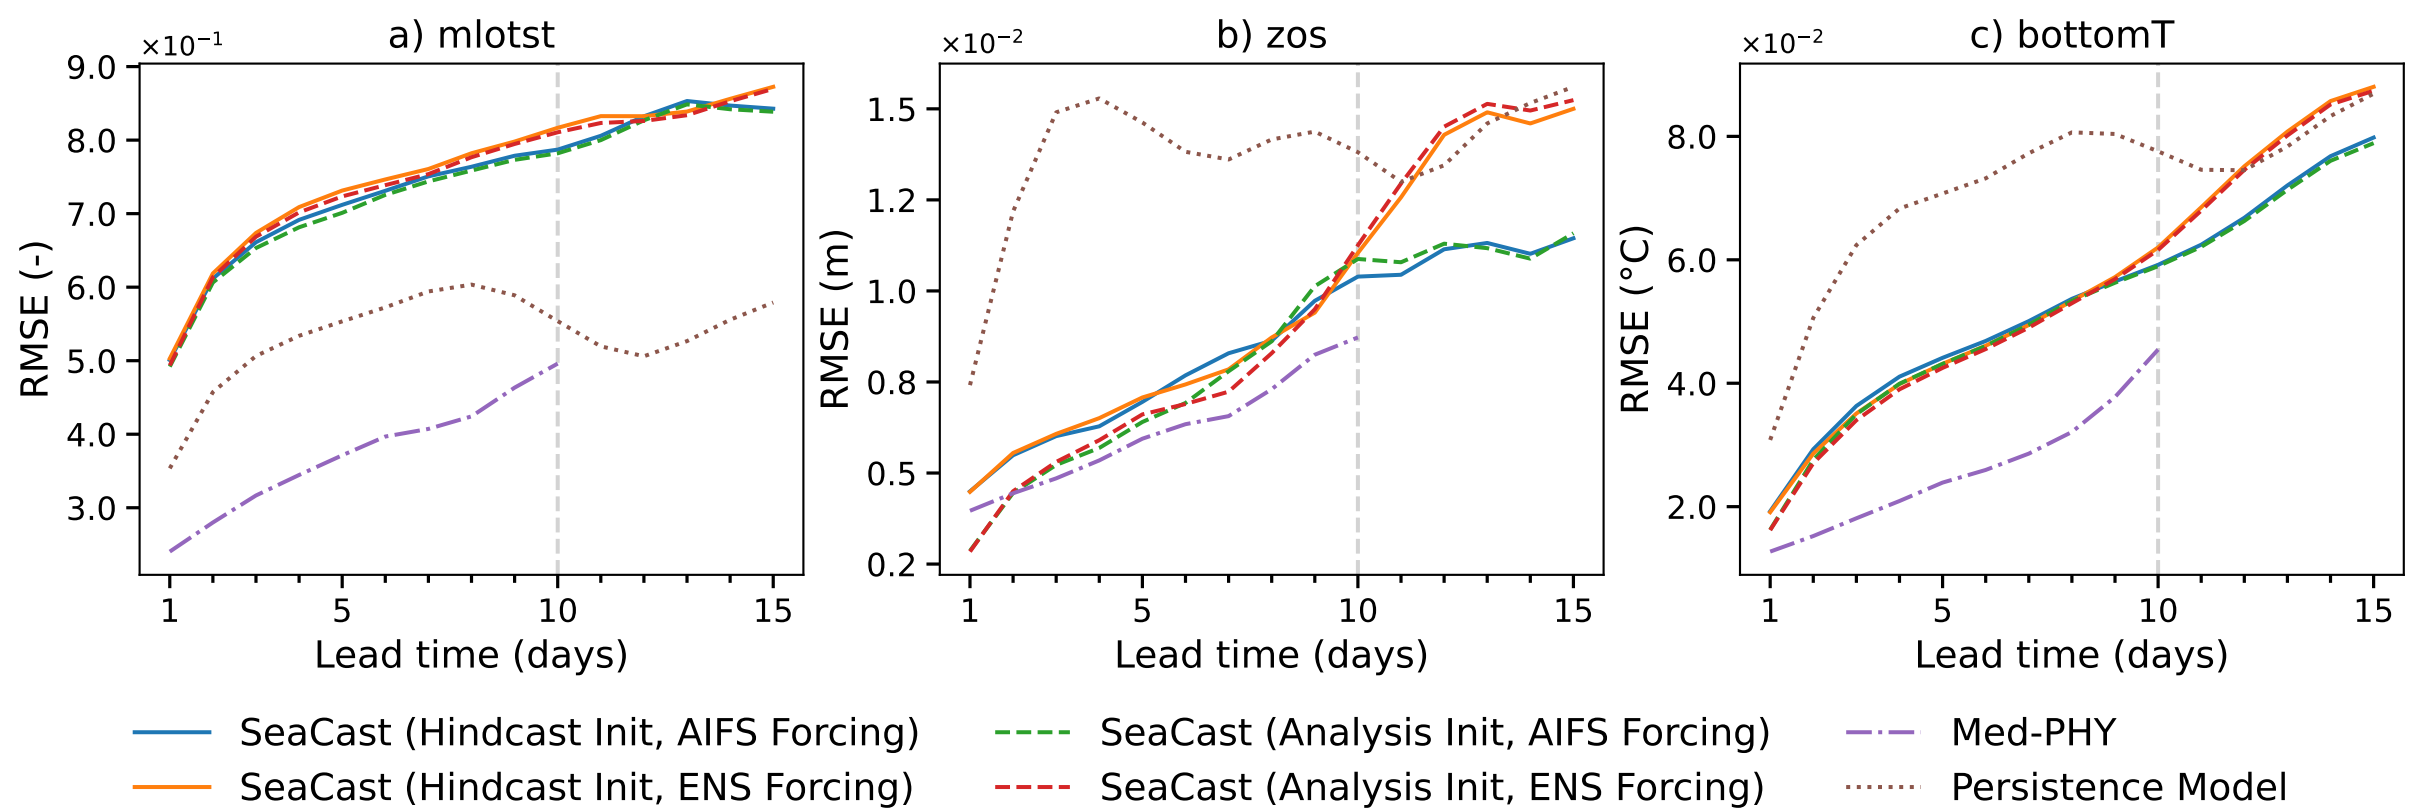 a) mlotst
×10⁻¹
9.0
8.0
7.0
6.0
5.0
4.0
3.0
RMSE (-)
1 5 10 15
Lead time (days)
b) zos
×10⁻²
1.5
1.2
1.0
0.8
0.5
0.2
RMSE (m)
1 5 10 15
Lead time (days)
c) bottomT
×10⁻²
8.0
6.0
4.0
2.0
RMSE (°C)
1 5 10 15
Lead time (days)
SeaCast (Hindcast Init, AIFS Forcing)
SeaCast (Hindcast Init, ENS Forcing)
SeaCast (Analysis Init, AIFS Forcing)
SeaCast (Analysis Init, ENS Forcing)
Med-PHY
Persistence Model